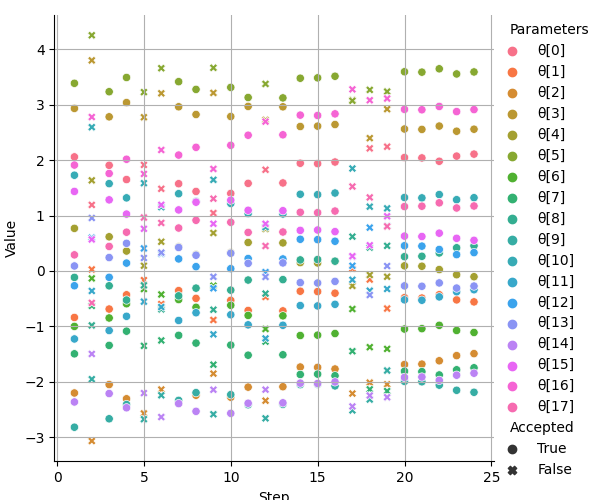 Parameters
θ[0]
θ[1]
θ[2]
θ[3]
θ[4]
θ[5]
θ[6]
θ[7]
θ[8]
θ[9]
θ[10]
θ[11]
θ[12]
θ[13]
θ[14]
θ[15]
θ[16]
θ[17]
Accepted
True
False
Value
4
3
2
1
0
−1
−2
−3
0 5 10 15 20 25
Step